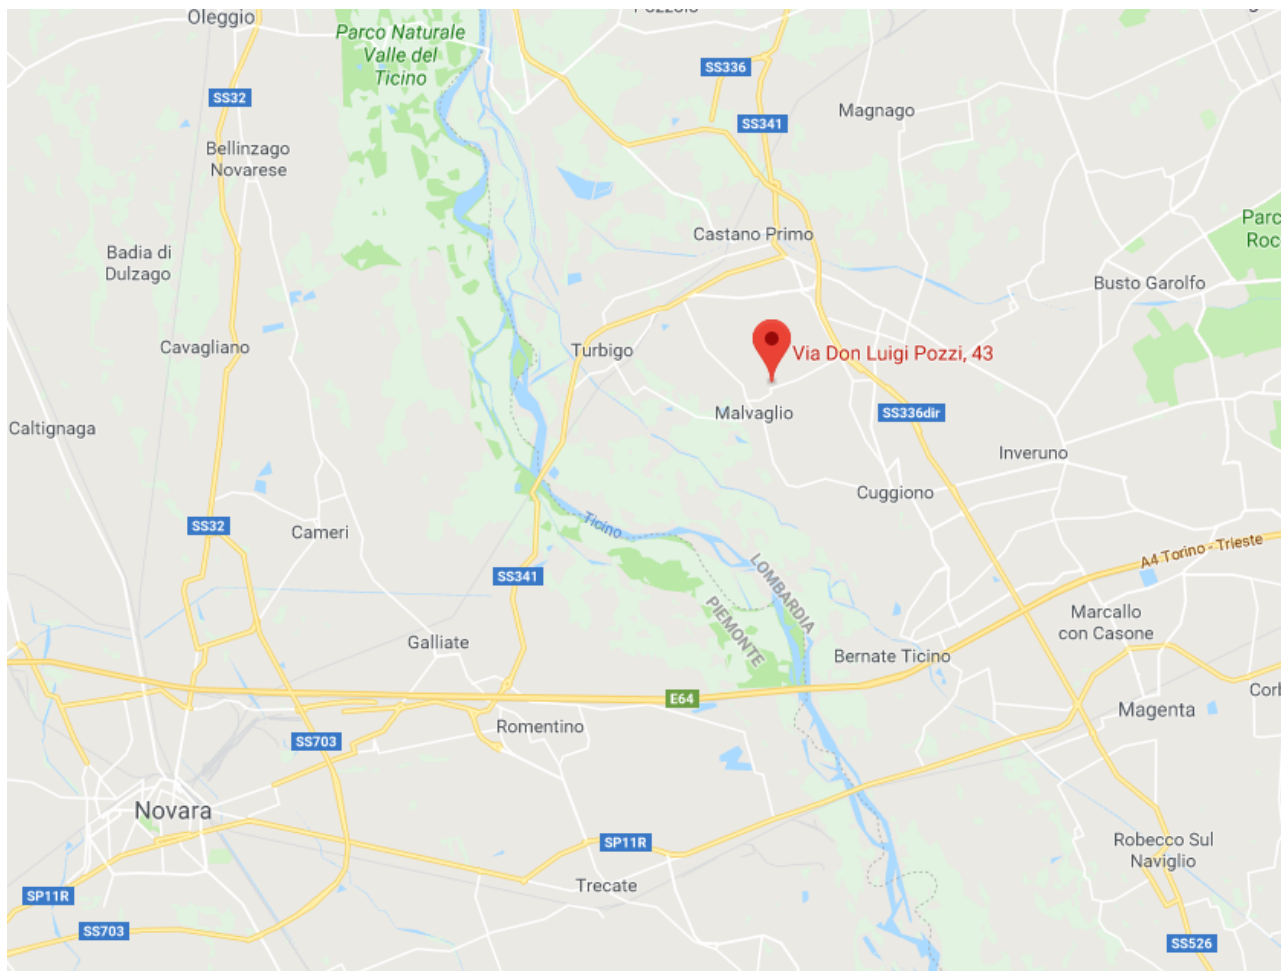 Oleggio
Parco Naturale
Valle del
Ticino
SS336
SS32
SS341
Magnago
Bellinzago
Novarese
Castano Primo
Parc
Roc
Badia di
Dulzago
Busto Garolfo
Cavagliano
Turbigo
Via Don Luigi Pozzi, 43
Malvaglio
SS336dir
Caltignaga
Inveruno
Cuggiono
SS32
Cameri
Ticino
A4 Torino - Trieste
SS341
LOMBARDIA
PIEMONTE
Marcallo
con Casone
Galliate
Bernate Ticino
E64
Corb
Magenta
Romentino
SS703
Novara
SP11R
Robecco Sul
Naviglio
Trecate
SP11R
SS703
SS526